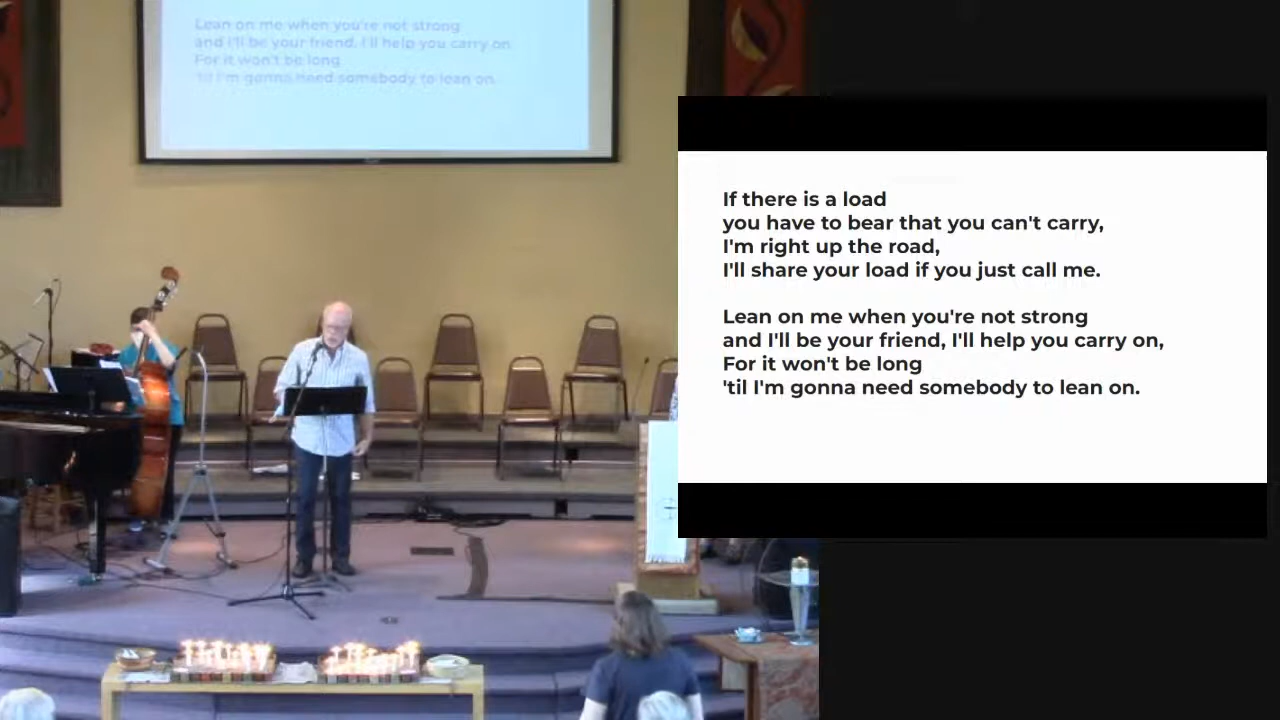 Lean on me when you're not strong
and I'll be your friend, I'll help you carry on
For it won't be long
'til I'm gonna need somebody to lean on.
If there is a load
you have to bear that you can't carry,
I'm right up the road,
I'll share your load if you just call me.
Lean on me when you're not strong
and I'll be your friend, I'll help you carry on,
For it won't be long
'til I'm gonna need somebody to lean on.